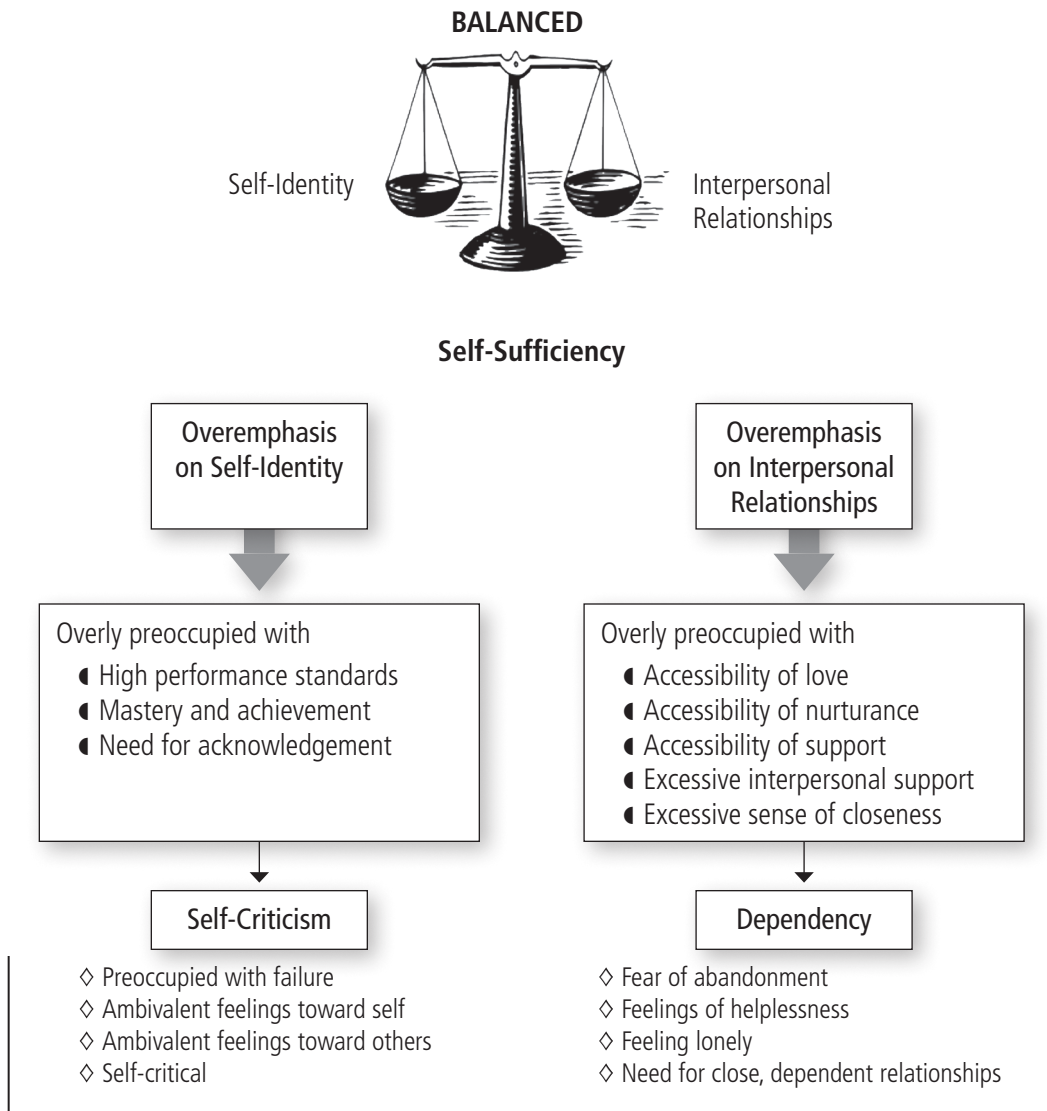 BALANCED
Self-Identity
Interpersonal
Relationships
Self-Sufficiency
Overemphasis
on Self-Identity
Overemphasis
on Interpersonal
Relationships
Overly preoccupied with
◖ High performance standards
◖ Mastery and achievement
◖ Need for acknowledgement
Overly preoccupied with
◖ Accessibility of love
◖ Accessibility of nurturance
◖ Accessibility of support
◖ Excessive interpersonal support
◖ Excessive sense of closeness
Self-Criticism
◊ Preoccupied with failure
◊ Ambivalent feelings toward self
◊ Ambivalent feelings toward others
◊ Self-critical
Dependency
◊ Fear of abandonment
◊ Feelings of helplessness
◊ Feeling lonely
◊ Need for close, dependent relationships